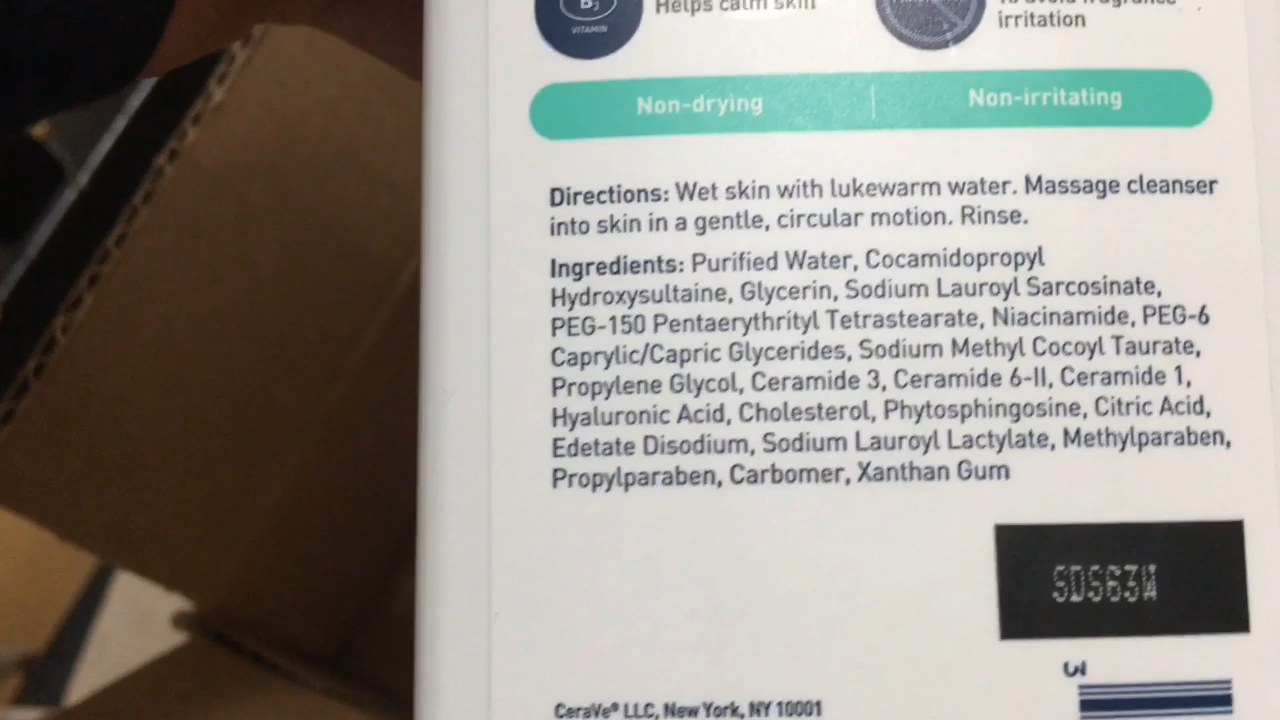 B3
VITAMIN
Helps calm skin
irritation
Non-drying | Non-irritating
Directions: Wet skin with lukewarm water. Massage cleanser
into skin in a gentle, circular motion. Rinse.
Ingredients: Purified Water, Cocamidopropyl
Hydroxysultaine, Glycerin, Sodium Lauroyl Sarcosinate,
PEG-150 Pentaerythrityl Tetrastearate, Niacinamide, PEG-6
Caprylic/Capric Glycerides, Sodium Methyl Cocoyl Taurate,
Propylene Glycol, Ceramide 3, Ceramide 6-II, Ceramide 1,
Hyaluronic Acid, Cholesterol, Phytosphingosine, Citric Acid,
Edetate Disodium, Sodium Lauroyl Lactylate, Methylparaben,
Propylparaben, Carbomer, Xanthan Gum
SDS63W
3
CeraVe® LLC, New York, NY 10001